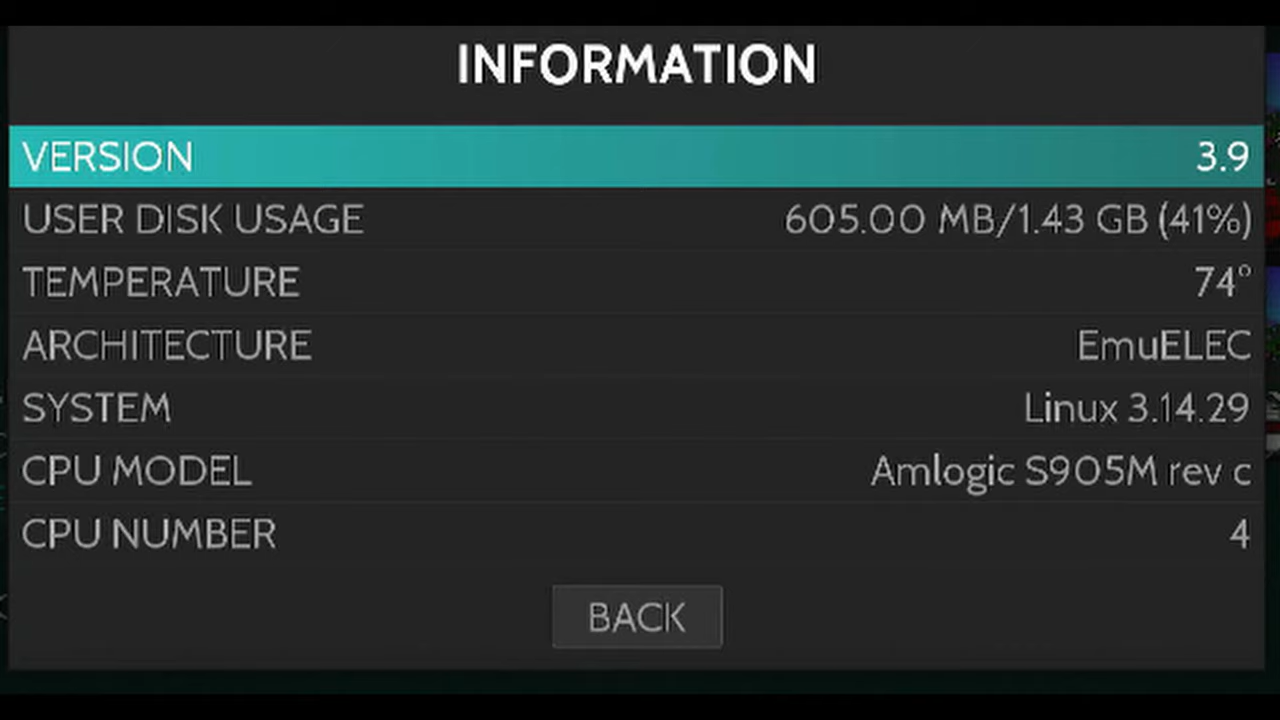 INFORMATION
VERSION 3.9
USER DISK USAGE 605.00 MB/1.43 GB (41%)
TEMPERATURE 74°
ARCHITECTURE EmuELEC
SYSTEM Linux 3.14.29
CPU MODEL Amlogic S905M rev c
CPU NUMBER 4
BACK